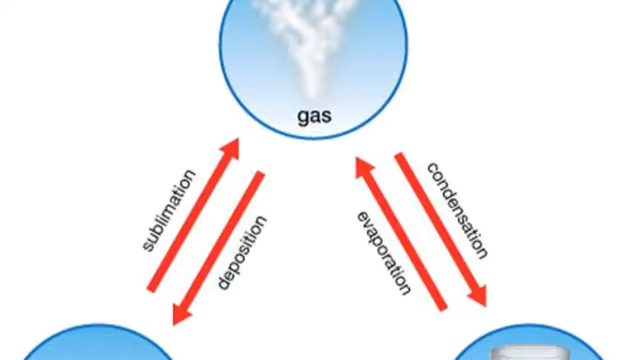 gas
sublimation
deposition
evaporation
condensation